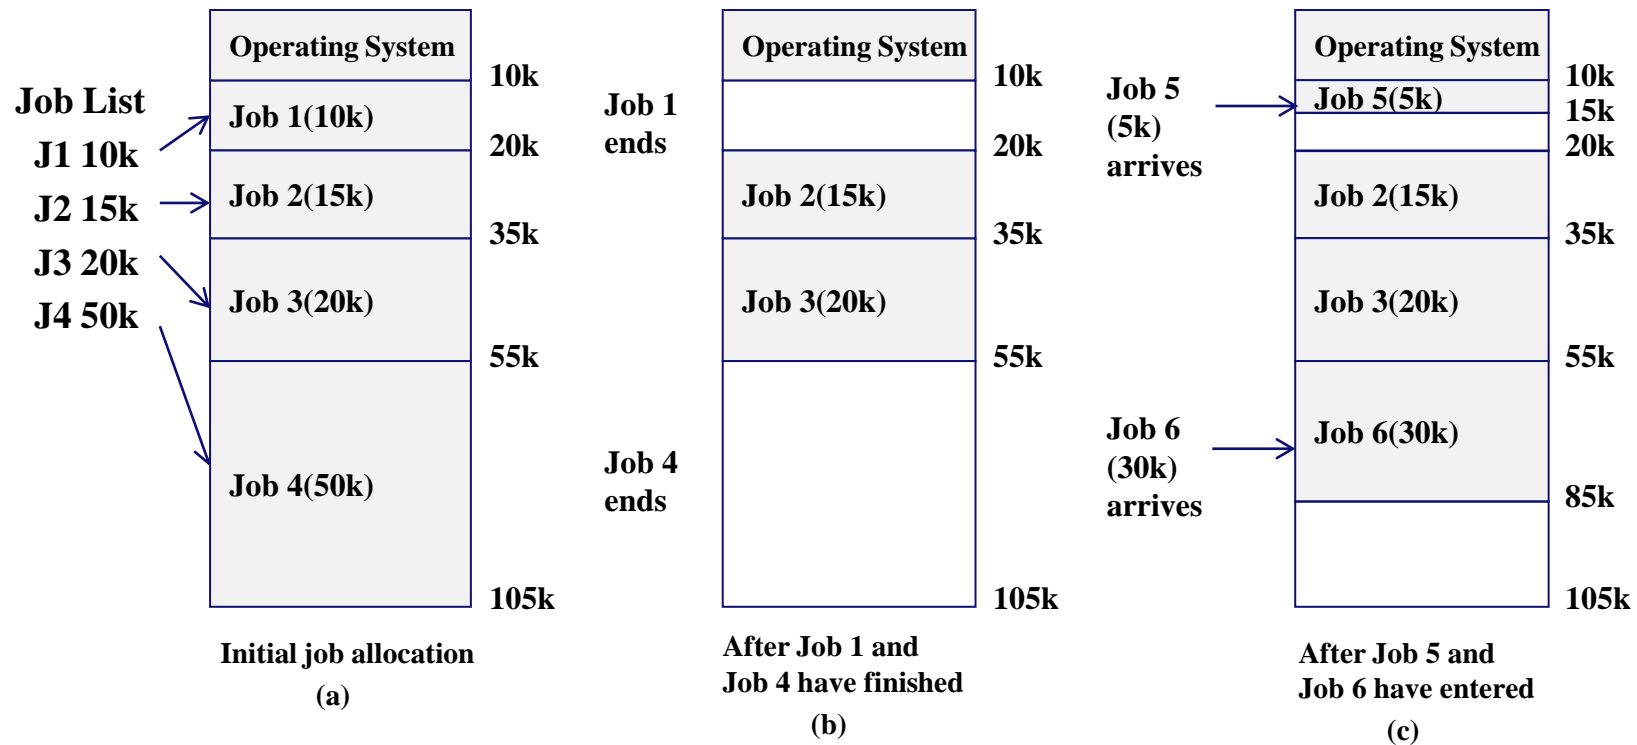 Job List
J1 10k
J2 15k
J3 20k
J4 50k
Operating System
10k
Job 1(10k)
20k
Job 2(15k)
35k
Job 3(20k)
55k
Job 4(50k)
105k
Initial job allocation
(a)
Job 1
ends
Job 4
ends
Operating System
10k
20k
Job 2(15k)
35k
Job 3(20k)
55k
105k
After Job 1 and
Job 4 have finished
(b)
Job 5
(5k)
arrives
Job 6
(30k)
arrives
Operating System
10k
Job 5(5k)
15k
20k
Job 2(15k)
35k
Job 3(20k)
55k
Job 6(30k)
85k
105k
After Job 5 and
Job 6 have entered
(c)